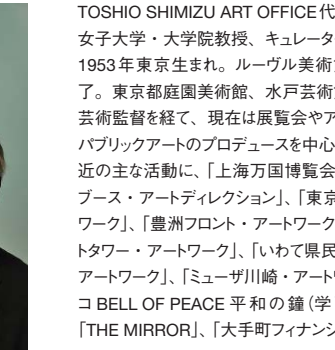 TOSHIO SHIMIZU ART OFFICE代
女子大学・大学院教授、キュレータ
1953年東京生まれ。ルーヴル美術
了。東京都庭園美術館、水戸芸術
芸術監督を経て、現在は展覧会やア
パブリックアートのプロデュースを中心
近の主な活動に、「上海万国博覧会
ブース・アートディレクション」、「東京
ワーク」、「豊洲フロント・アートワーク
トタワー・アートワーク」、「いわて県民
アートワーク」、「ミューザ川崎・アート
コ BELL OF PEACE 平和の鐘（学
「THE MIRROR」、「大手町フィナンシ